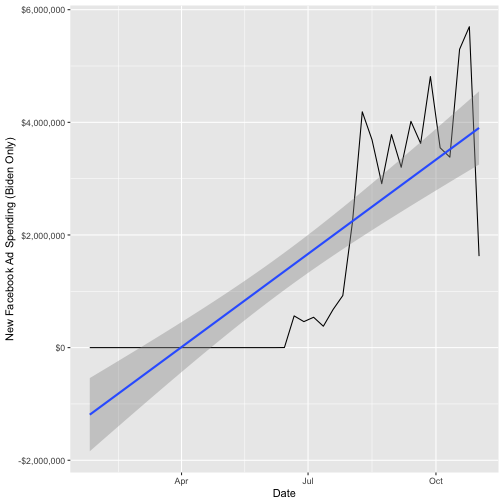 New Facebook Ad Spending (Biden Only)
$6,000,000
$4,000,000
$2,000,000
$0
-$2,000,000
Apr
Jul
Oct
Date